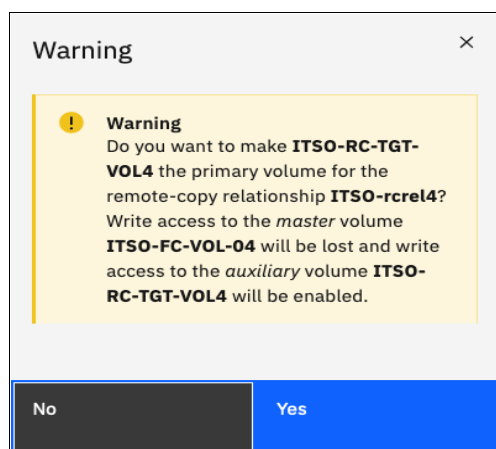 Warning
Warning
Do you want to make ITSO-RC-TGT-
VOL4 the primary volume for the
remote-copy relationship ITSO-rcrel4?
Write access to the master volume
ITSO-FC-VOL-04 will be lost and write
access to the auxiliary volume ITSO-
RC-TGT-VOL4 will be enabled.
No
Yes